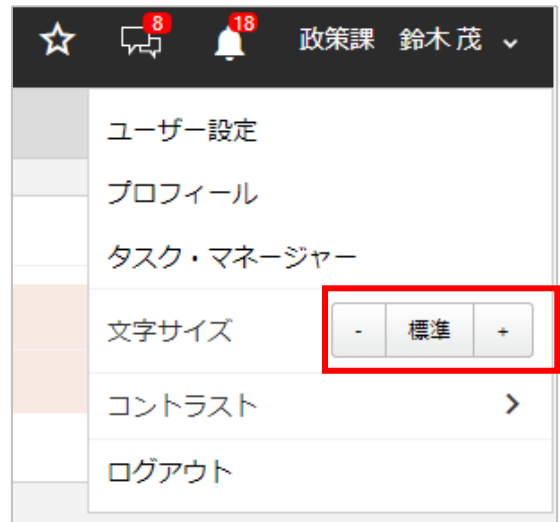 8 18 政策課 鈴木 茂
ユーザー設定
プロフィール
タスク・マネージャー
文字サイズ - 標準 +
コントラスト
ログアウト